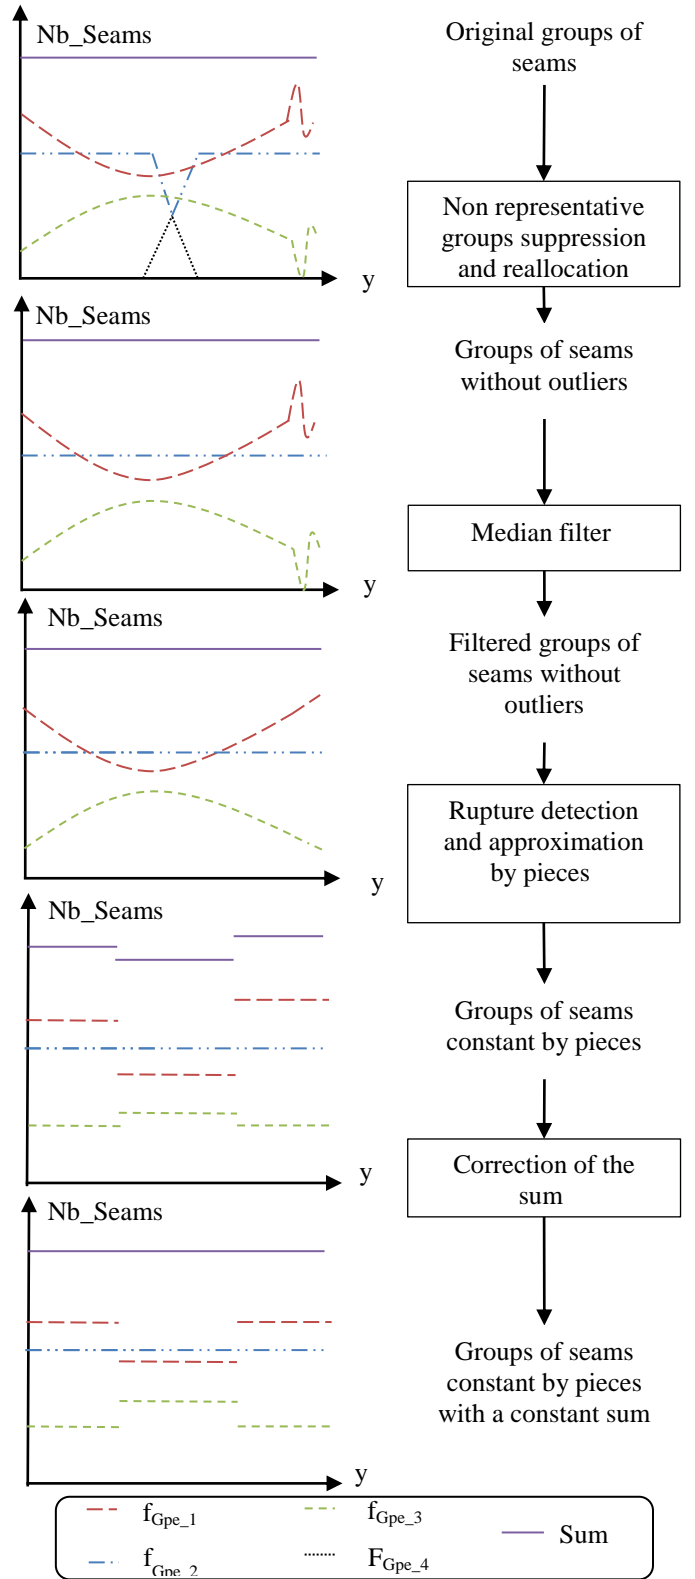 Nb_Seams
Original groups of
seams
Non representative
groups suppression
and reallocation
y
Nb_Seams
Groups of seams
without outliers
Median filter
y
Nb_Seams
Filtered groups of
seams without
outliers
Rupture detection
and approximation
by pieces
y
Nb_Seams
Groups of seams
constant by pieces
Correction of the
sum
y
Nb_Seams
Groups of seams
constant by pieces
with a constant sum
y
fGpe_1
fGpe_3
Sum
fGpe_2
FGpe_4